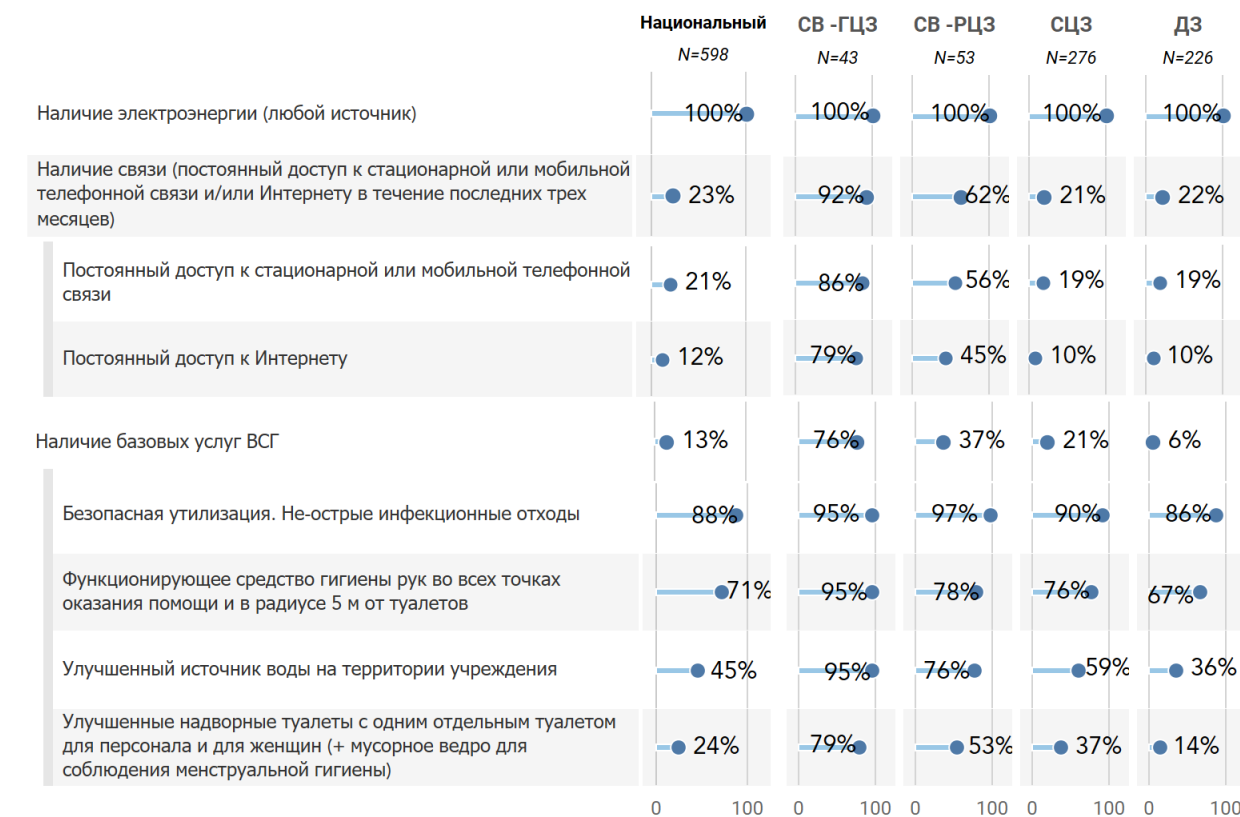 Национальный СВ -ГЦЗ СВ -РЦЗ СЦЗ ДЗ
N=598 N=43 N=53 N=276 N=226
Наличие электроэнергии (любой источник) 100% 100% 100% 100% 100%
Наличие связи (постоянный доступ к стационарной или мобильной
телефонной связи и/или Интернету в течение последних трех 23% 92% 62% 21% 22%
месяцев)
Постоянный доступ к стационарной или мобильной телефонной 21% 86% 56% 19% 19%
связи
Постоянный доступ к Интернету 12% 79% 45% 10% 10%
Наличие базовых услуг ВСГ 13% 76% 37% 21% 6%
Безопасная утилизация. Не-острые инфекционные отходы 88% 95% 97% 90% 86%
Функционирующее средство гигиены рук во всех точках 71% 95% 78% 76% 67%
оказания помощи и в радиусе 5 м от туалетов
Улучшенный источник воды на территории учреждения 45% 95% 76% 59% 36%
Улучшенные надворные туалеты с одним отдельным туалетом
для персонала и для женщин (+ мусорное ведро для 24% 79% 53% 37% 14%
соблюдения менструальной гигиены)
0 100 0 100 0 100 0 100 0 100